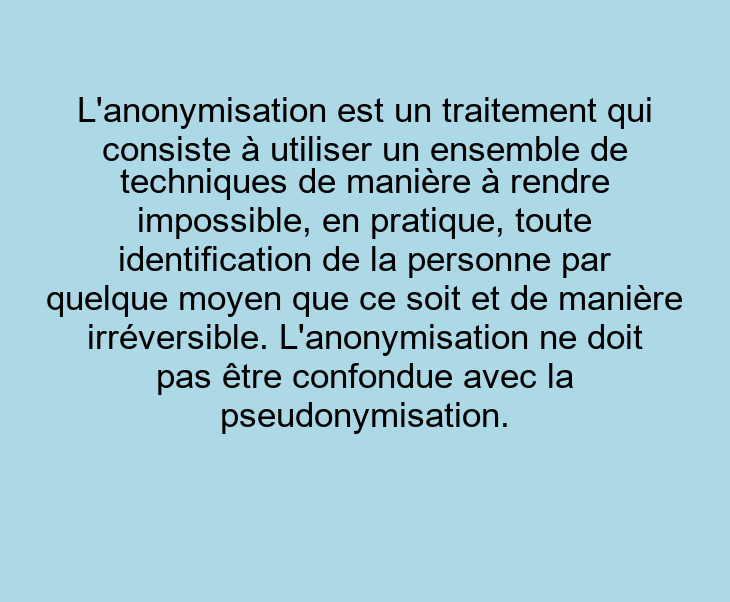 L'anonymisation est un traitement qui
consiste à utiliser un ensemble de
techniques de manière à rendre
impossible, en pratique, toute
identification de la personne par
quelque moyen que ce soit et de manière
irréversible. L'anonymisation ne doit
pas être confondue avec la
pseudonymisation.